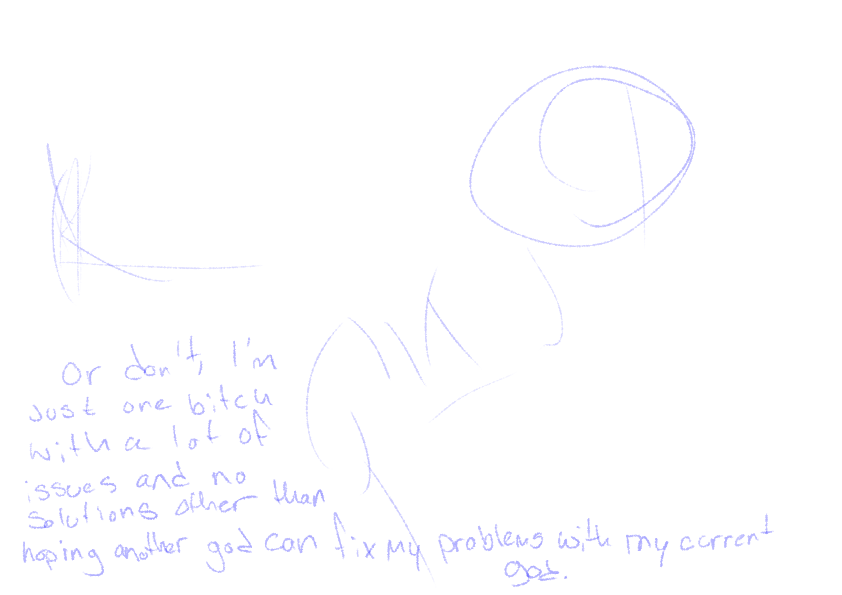 Or don't, I'm
just one bitch
with a lot of
issues and no
solutions other than
hoping another god can fix my problems with my current
god.